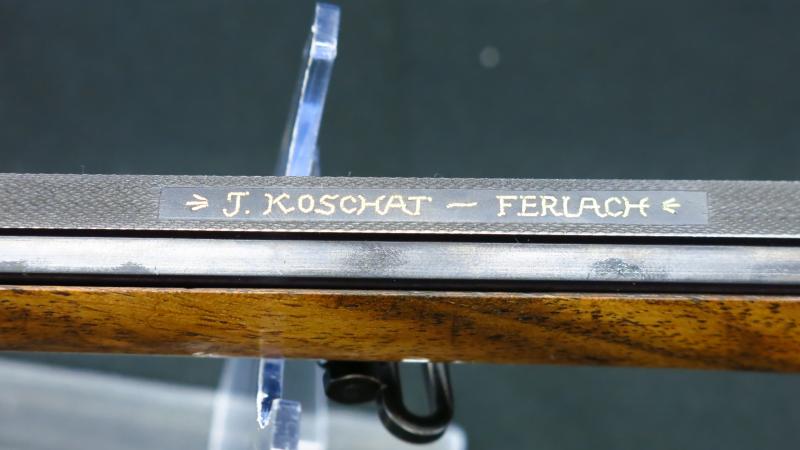 J. KOSCHAT — FERLACH